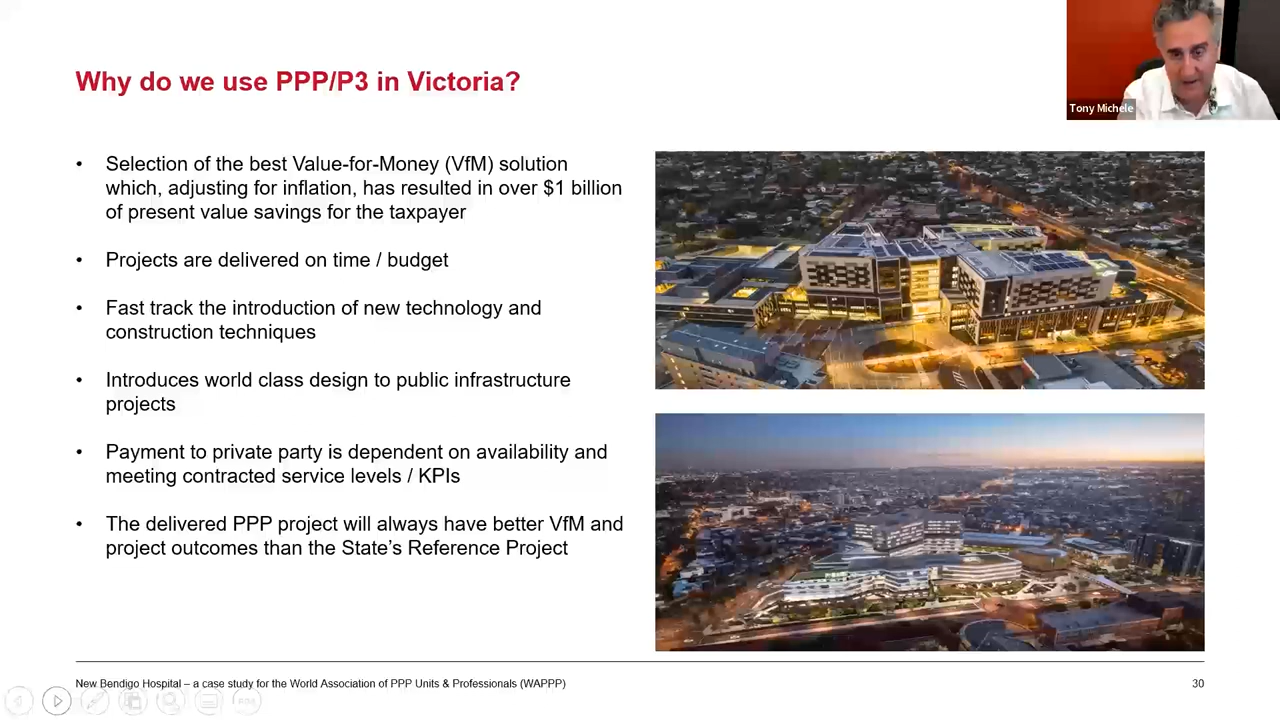 Why do we use PPP/P3 in Victoria?
Tony Michele
• Selection of the best Value-for-Money (VfM) solution
which, adjusting for inflation, has resulted in over $1 billion
of present value savings for the taxpayer
• Projects are delivered on time / budget
• Fast track the introduction of new technology and
construction techniques
• Introduces world class design to public infrastructure
projects
• Payment to private party is dependent on availability and
meeting contracted service levels / KPIs
• The delivered PPP project will always have better VfM and
project outcomes than the State’s Reference Project
New Bendigo Hospital – a case study for the World Association of PPP Units & Professionals (WAPPP)
30